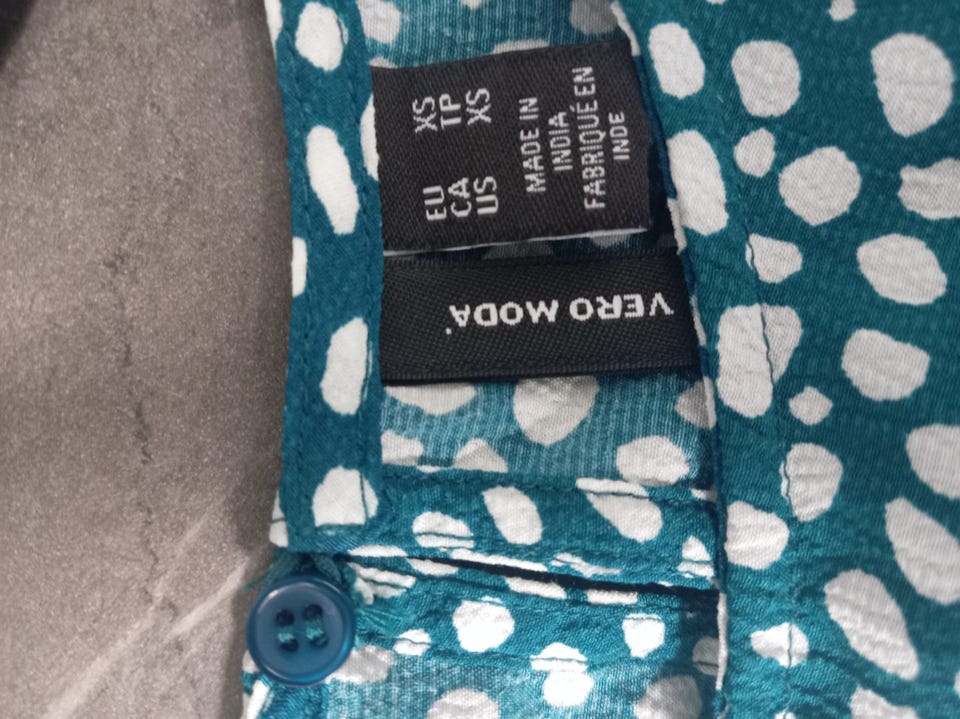 EU XS
CA TP
US XS
MADE IN
INDIA
FABRIQUÉ EN
INDE
VERO MODA